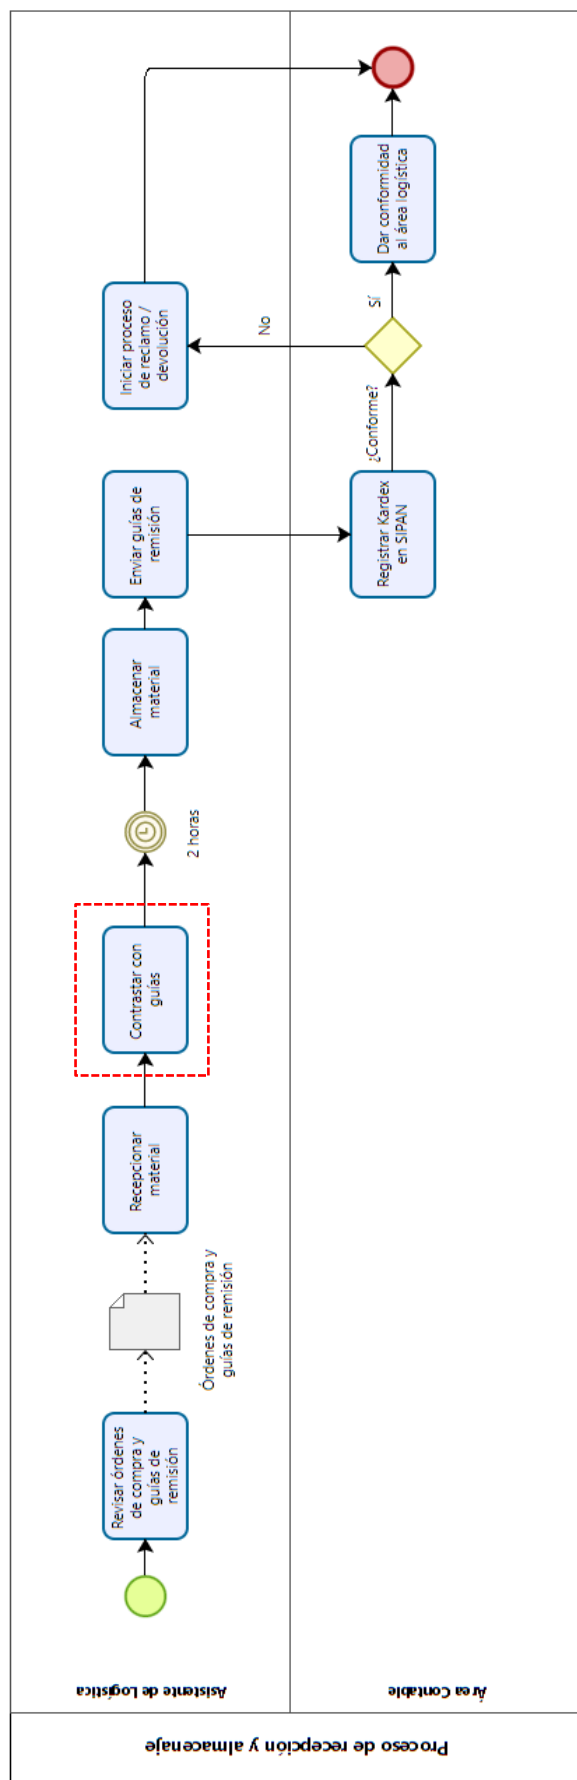 Proceso de recepción y almacenaje
Asistente de Logística
Área Contable
Revisar órdenes
de compra y
guías de
remisión
Órdenes de compra y
guías de remisión
Recepcionar
material
Contrastar con
guías
2 horas
Almacenar
material
Enviar guías de
remisión
Registrar Kardex
en SIPAN
¿Conforme?
No
Sí
Iniciar proceso
de reclamo /
devolución
Dar conformidad
al área logística